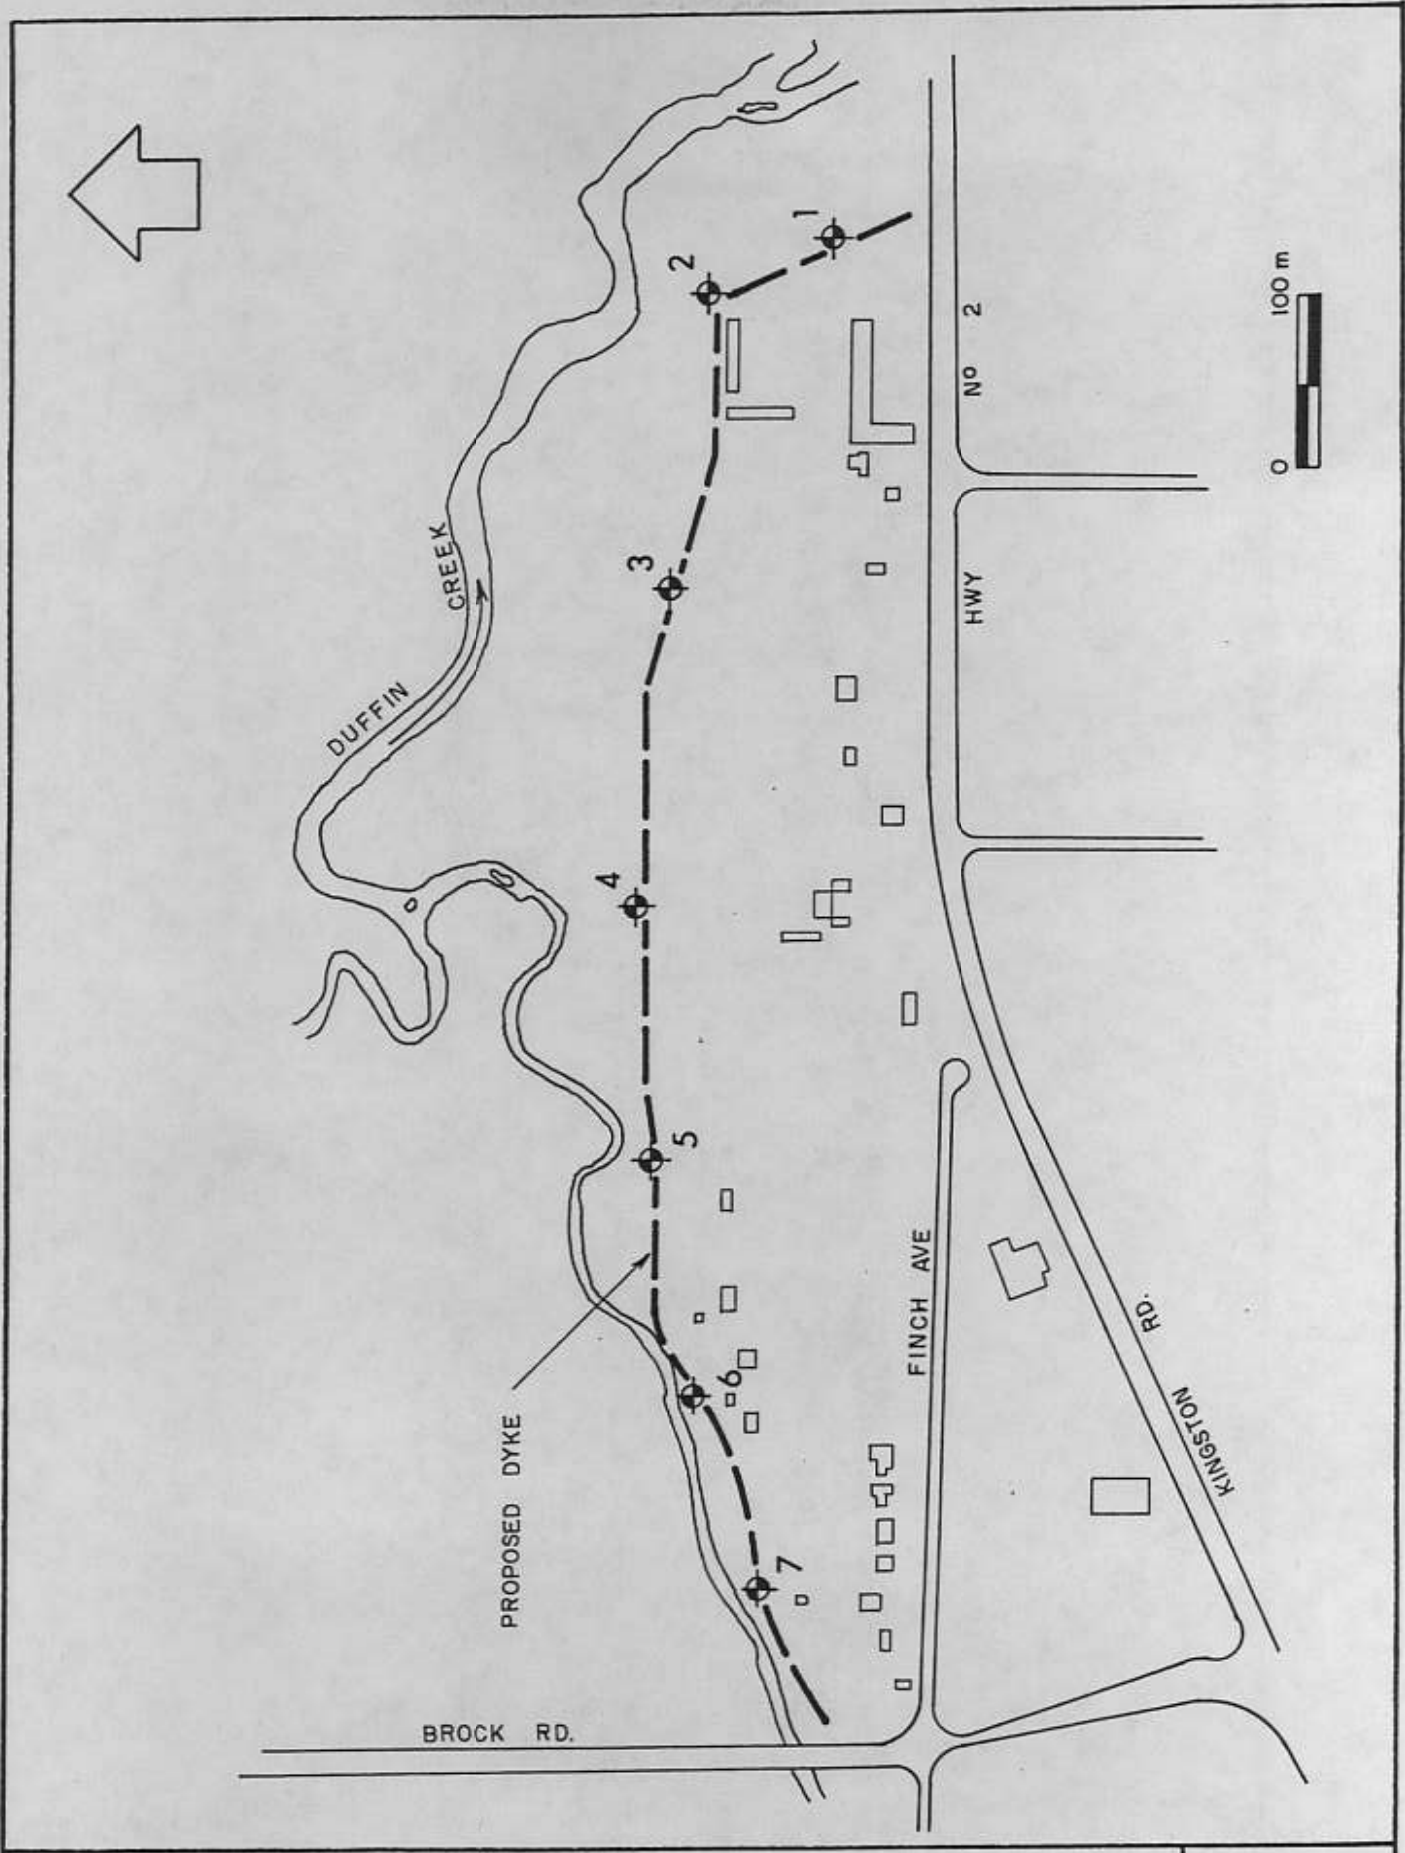 DUFFIN CREEK
1
2
3
4
5
6
7
PROPOSED DYKE
BROCK RD.
FINCH AVE
HWY Nº 2
KINGSTON RD.
0 100 m